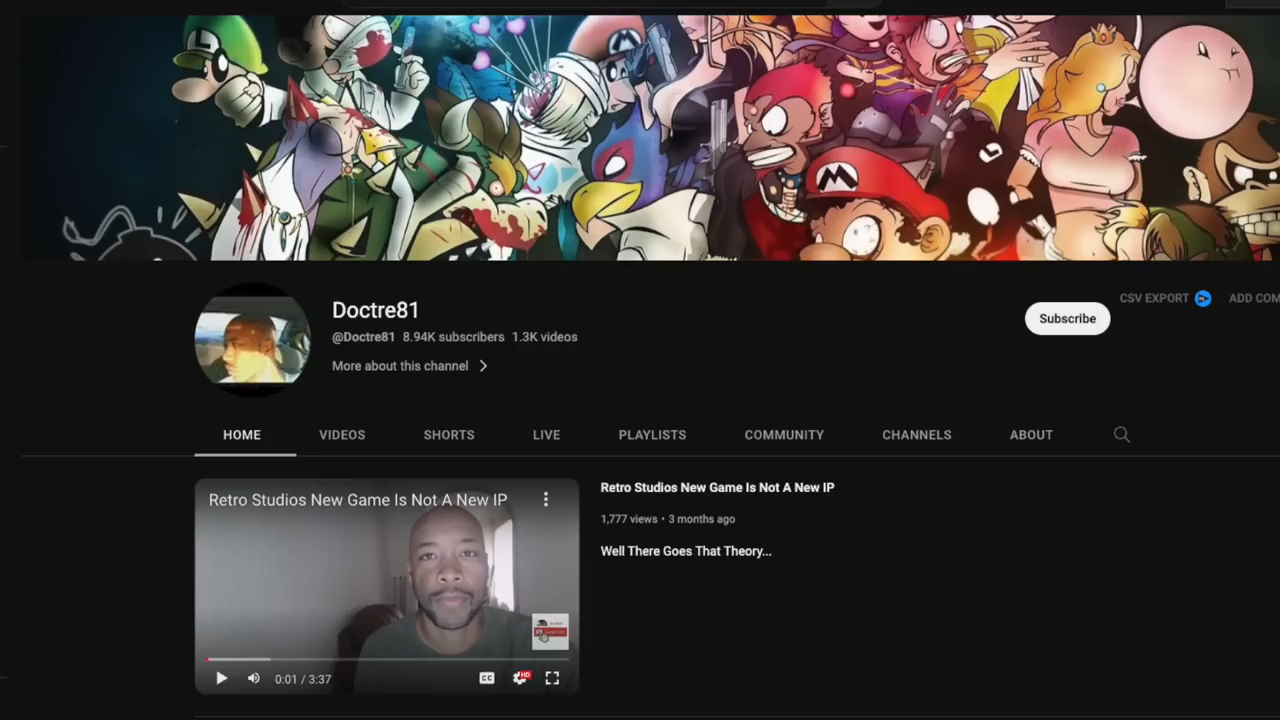 Doctre81
@Doctre81 8.94K subscribers 1.3K videos
More about this channel
Subscribe
CSV EXPORT
ADD COM
HOME VIDEOS SHORTS LIVE PLAYLISTS COMMUNITY CHANNELS ABOUT
Retro Studios New Game Is Not A New IP
0:01 / 3:37
CC
HD
Retro Studios New Game Is Not A New IP
1,777 views • 3 months ago
Well There Goes That Theory...